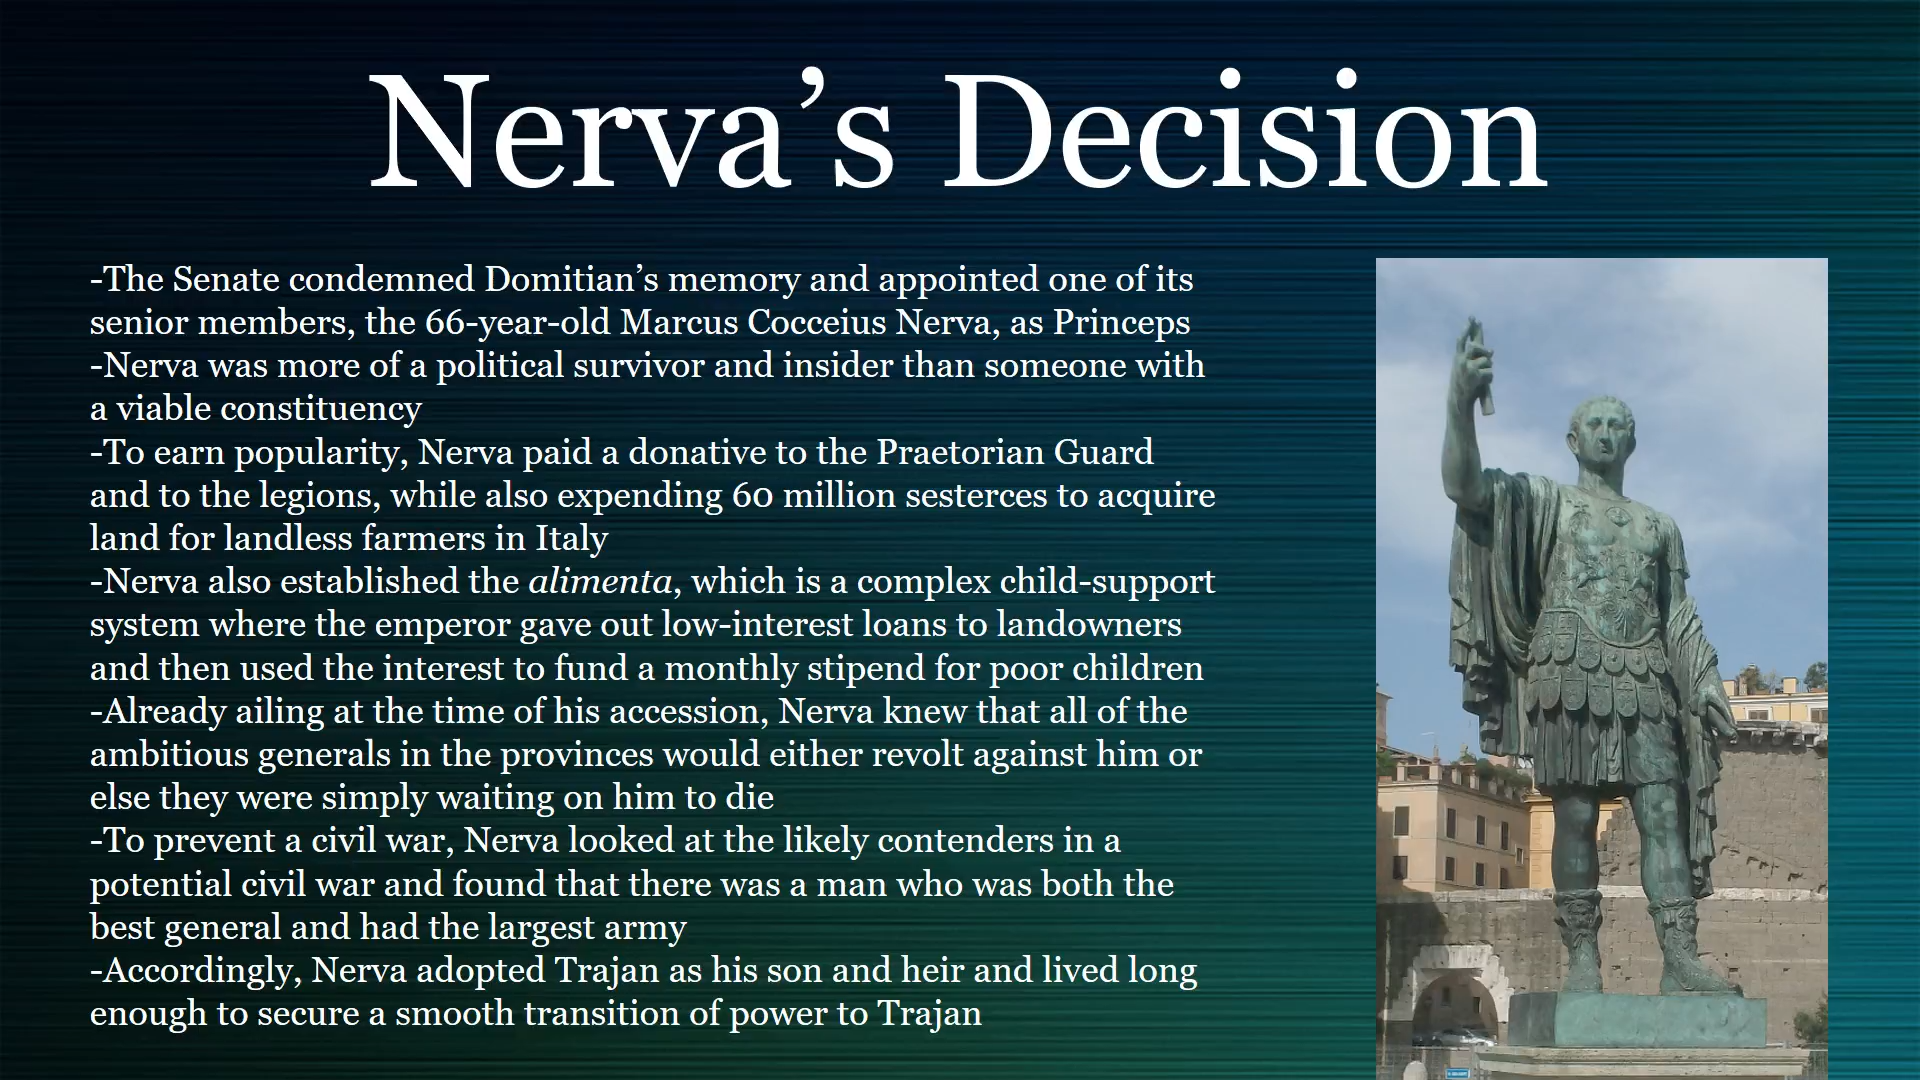 Nerva’s Decision
-The Senate condemned Domitian’s memory and appointed one of its
senior members, the 66-year-old Marcus Cocceius Nerva, as Princeps
-Nerva was more of a political survivor and insider than someone with
a viable constituency
-To earn popularity, Nerva paid a donative to the Praetorian Guard
and to the legions, while also expending 60 million sesterces to acquire
land for landless farmers in Italy
-Nerva also established the alimenta, which is a complex child-support
system where the emperor gave out low-interest loans to landowners
and then used the interest to fund a monthly stipend for poor children
-Already ailing at the time of his accession, Nerva knew that all of the
ambitious generals in the provinces would either revolt against him or
else they were simply waiting on him to die
-To prevent a civil war, Nerva looked at the likely contenders in a
potential civil war and found that there was a man who was both the
best general and had the largest army
-Accordingly, Nerva adopted Trajan as his son and heir and lived long
enough to secure a smooth transition of power to Trajan